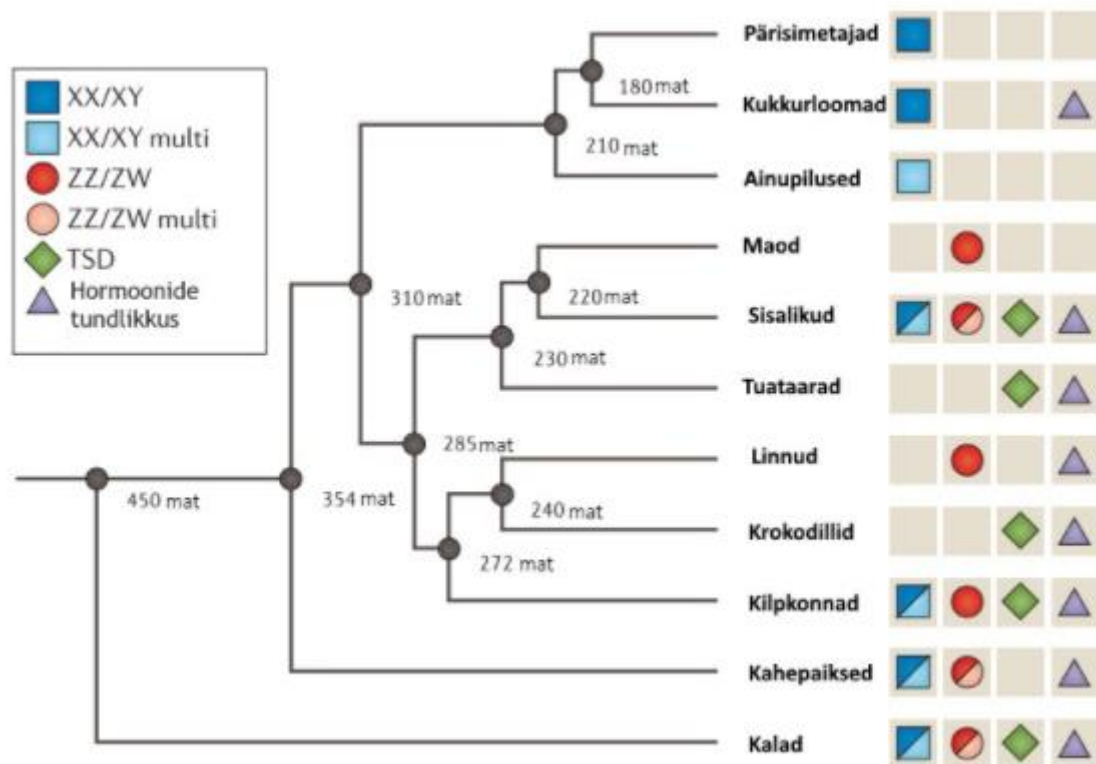 XX/XY
XX/XY multi
ZZ/ZW
ZZ/ZW multi
TSD
Hormoonide
tundlikkus
Pärisimetajad
180 mat
Kukkurloomad
210 mat
Ainupilused
Maod
310 mat
220 mat
Sisalikud
230 mat
Tuataarad
285 mat
Linnud
450 mat
354 mat
240 mat
Krokodillid
272 mat
Kilpkonnad
Kahepaiksed
Kalad